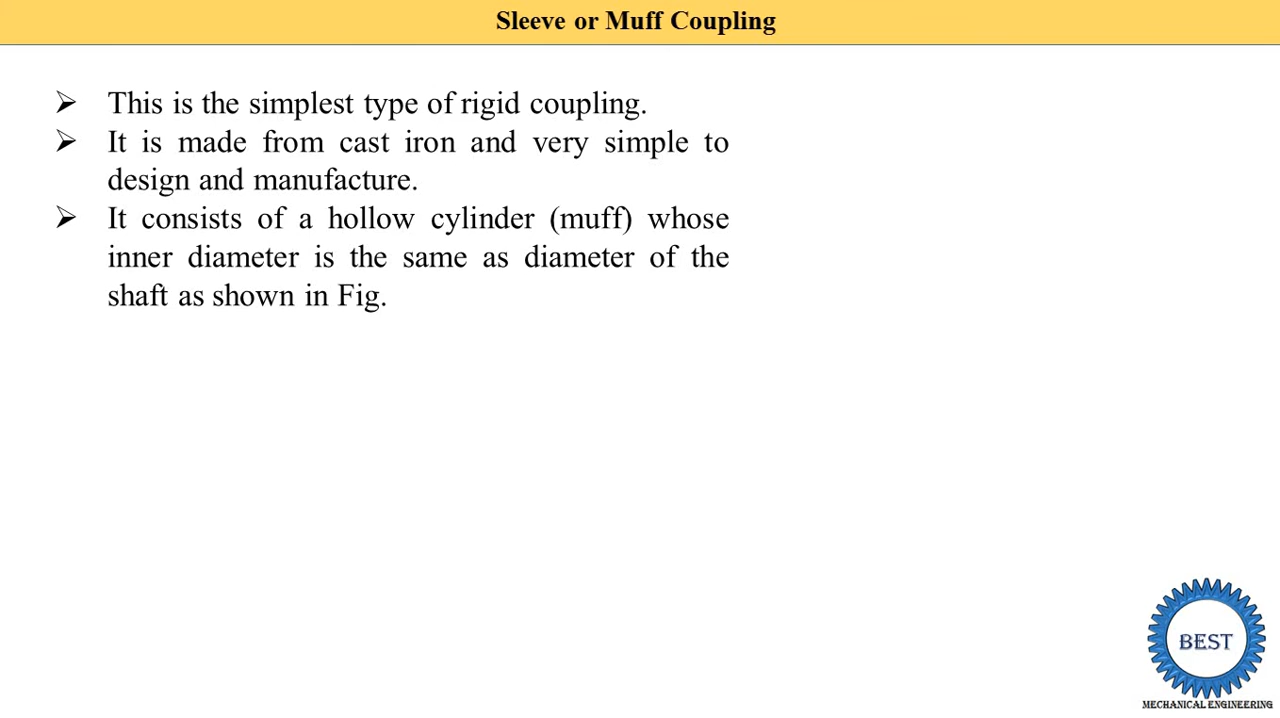 Sleeve or Muff Coupling
➢ This is the simplest type of rigid coupling.
➢ It is made from cast iron and very simple to
design and manufacture.
➢ It consists of a hollow cylinder (muff) whose
inner diameter is the same as diameter of the
shaft as shown in Fig.
BEST
MECHANICAL ENGINEERING